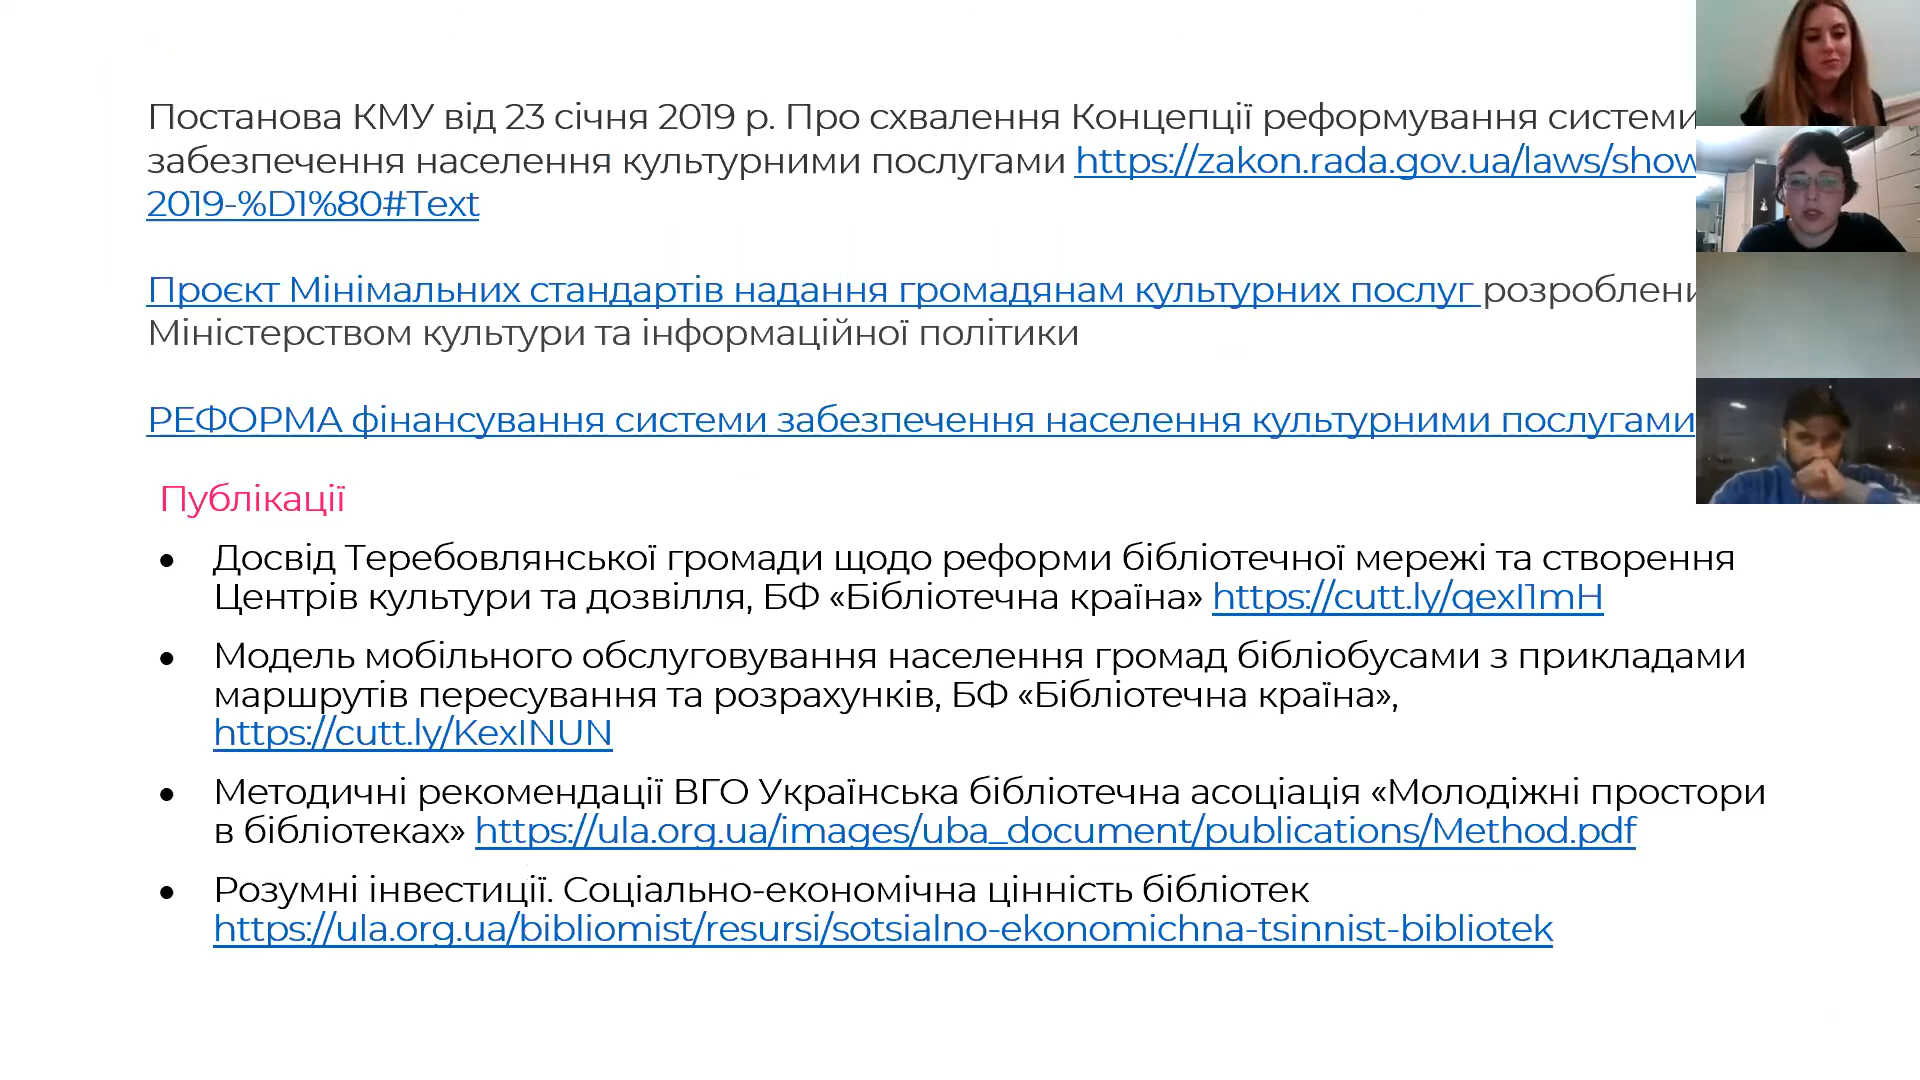 Постанова КМУ від 23 січня 2019 р. Про схвалення Концепції реформування системи
забезпечення населення культурними послугами https://zakon.rada.gov.ua/laws/show
2019-%D1%80#Text
Проєкт Мінімальних стандартів надання громадянам культурних послуг
Міністерством культури та інформаційної політики
РЕФОРМА фінансування системи забезпечення населення культурними послугами
Публікації
• Досвід Теребовлянської громади щодо реформи бібліотечної мережі та створення
Центрів культури та дозвілля, БФ «Бібліотечна країна» https://cutt.ly/qexI1mH
• Модель мобільного обслуговування населення громад бібліобусами з прикладами
маршрутів пересування та розрахунків, БФ «Бібліотечна країна»,
https://cutt.ly/KexINUN
• Методичні рекомендації ВГО Українська бібліотечна асоціація «Молодіжні простори
в бібліотеках» https://ula.org.ua/images/uba_document/publications/Method.pdf
• Розумні інвестиції. Соціально-економічна цінність бібліотек
https://ula.org.ua/bibliomist/resursi/sotsialno-ekonomichna-tsinnist-bibliotek